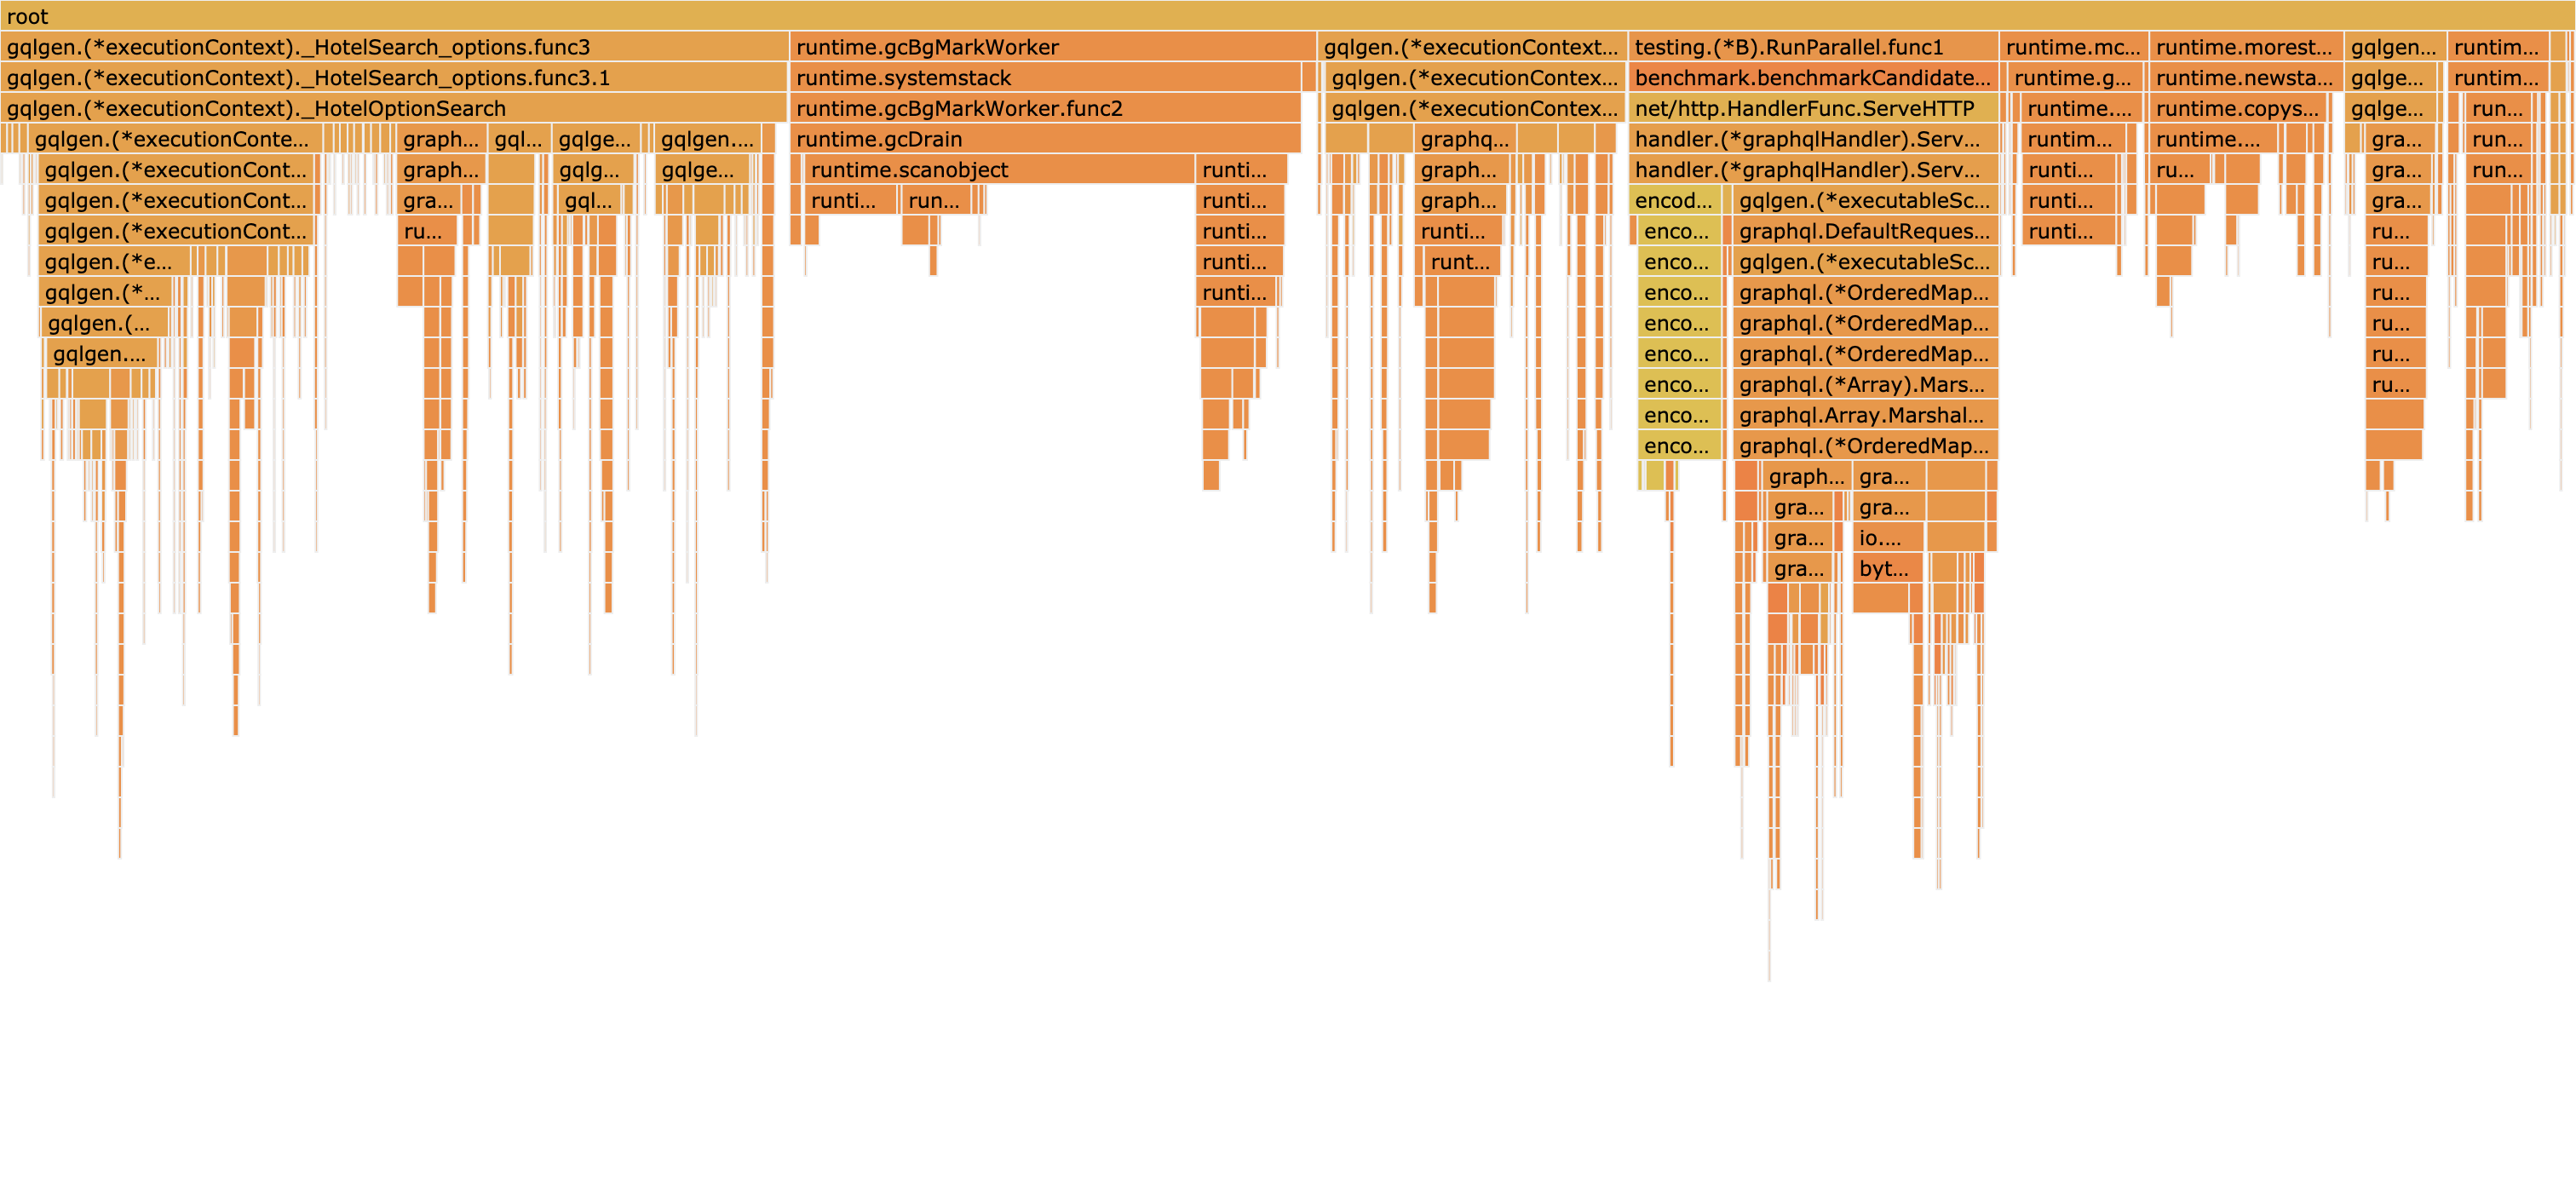 root
gqlgen.(*executionContext)._HotelSearch_options.func3 runtime.gcBgMarkWorker gqlgen.(*executionContext... testing.(*B).RunParallel.func1 runtime.mc... runtime.morest... gqlgen... runtim...
gqlgen.(*executionContext)._HotelSearch_options.func3.1 runtime.systemstack gqlgen.(*executionContex... benchmark.benchmarkCandidate... runtime.g... runtime.newsta... gqlge... runtim...
gqlgen.(*executionContext)._HotelOptionSearch runtime.gcBgMarkWorker.func2 gqlgen.(*executionContex... net/http.HandlerFunc.ServeHTTP runtime.... runtime.copys... gqlge... run...
gqlgen.(*executionConte... graph... gql... gqlge... gqlgen.... runtime.gcDrain graphq... handler.(*graphqlHandler).Serv... runtim... runtime.... gra... run...
gqlgen.(*executionCont... graph... gqlg... gqlge... runtime.scanobject runti... graph... handler.(*graphqlHandler).Serv... runti... ru... gra... run...
gqlgen.(*executionCont... gra... gql... runti... run... runti... graph... encod... gqlgen.(*executableSc... runti... gra...
gqlgen.(*executionCont... ru... runti... runti... enco... graphql.DefaultReques... runti... ru...
gqlgen.(*e... runti... runt... enco... gqlgen.(*executableSc... ru...
gqlgen.(*... runti... enco... graphql.(*OrderedMap... ru...
gqlgen.(... enco... graphql.(*OrderedMap... ru...
gqlgen.... enco... graphql.(*OrderedMap... ru...
enco... graphql.(*Array).Mars... ru...
enco... graphql.Array.Marshal...
enco... graphql.(*OrderedMap...
graph... gra...
gra... gra...
gra... io....
gra... byt...